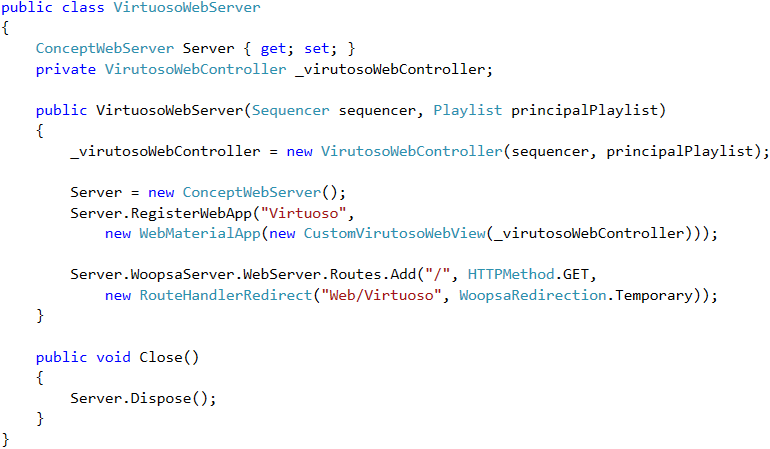 public class VirtuosoWebServer
{
    ConceptWebServer Server { get; set; }
    private VirutosoWebController _virutosoWebController;

    public VirtuosoWebServer(Sequencer sequencer, Playlist principalPlaylist)
    {
        _virutosoWebController = new VirutosoWebController(sequencer, principalPlaylist);

        Server = new ConceptWebServer();
        Server.RegisterWebApp("Virtuoso",
            new WebMaterialApp(new CustomVirutosoWebView(_virutosoWebController)));

        Server.WoopsaServer.WebServer.Routes.Add("/", HTTPMethod.GET,
            new RouteHandlerRedirect("Web/Virtuoso", WoopsaRedirection.Temporary));
    }

    public void Close()
    {
        Server.Dispose();
    }
}